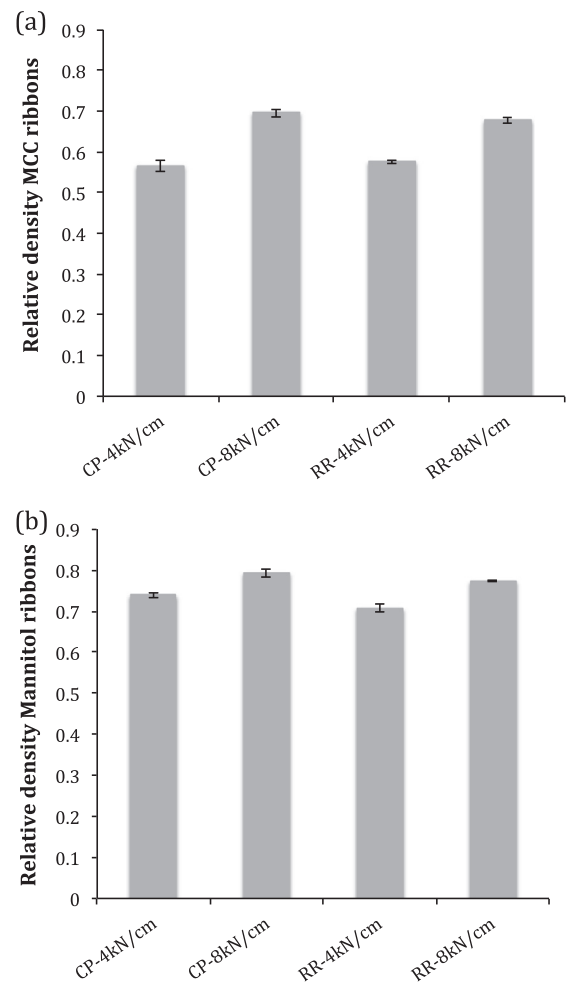 (a)
Relative density MCC ribbons
0.9
0.8
0.7
0.6
0.5
0.4
0.3
0.2
0.1
0
CP-4kN/cm
CP-8kN/cm
RR-4kN/cm
RR-8kN/cm
(b)
Relative density Mannitol ribbons
0.9
0.8
0.7
0.6
0.5
0.4
0.3
0.2
0.1
0
CP-4kN/cm
CP-8kN/cm
RR-4kN/cm
RR-8kN/cm